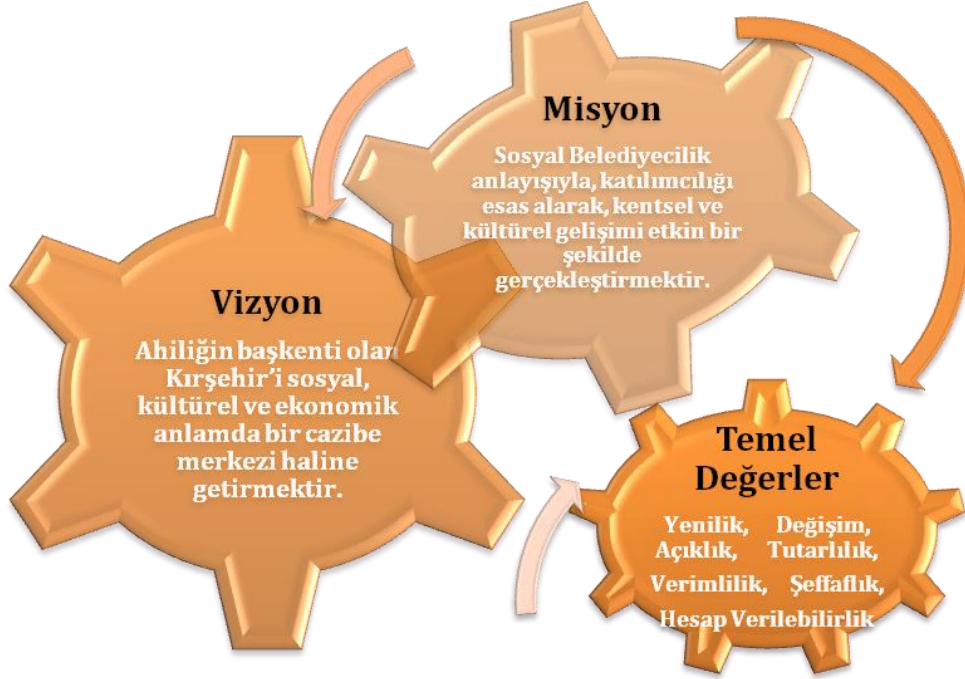 Misyon
Sosyal Belediyecilik
anlayışıyla, katılımcılığı
esas alarak, kentsel ve
kültürel gelişimi etkin bir
şekilde
gerçekleştirmektir.
Vizyon
Ahiliğin başkenti olan
Kırşehir’i sosyal,
kültürel ve ekonomik
anlamda bir cazibe
merkezi haline
getirmektir.
Temel
Değerler
Yenilik, Değişim,
Açıklık, Tutarlılık,
Verimlilik, Şeffaflık,
Hesap Verilebilirlik